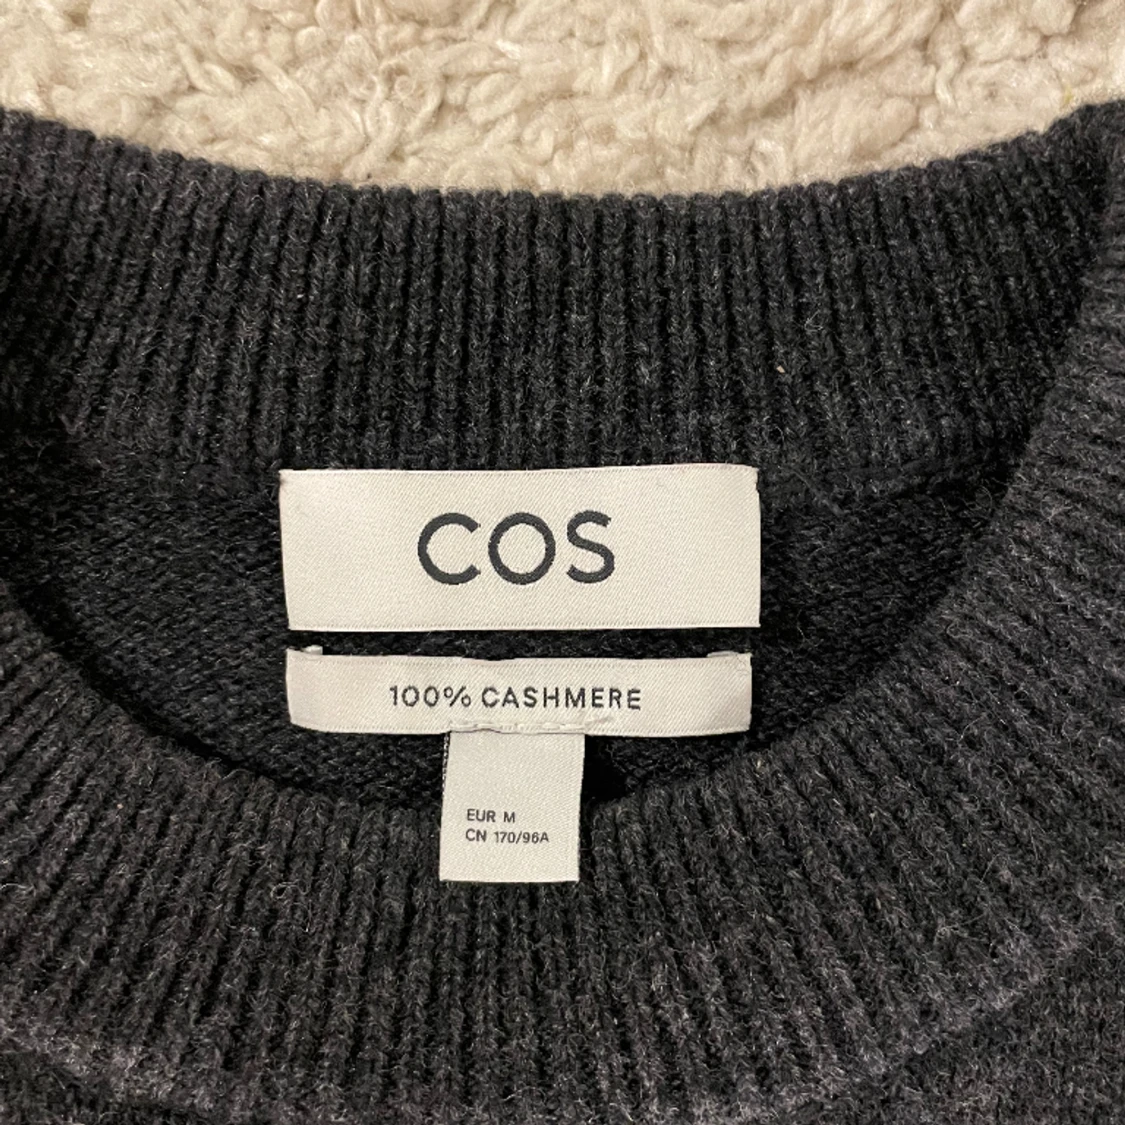 COS
100% CASHMERE
EUR M
CN 170/96A